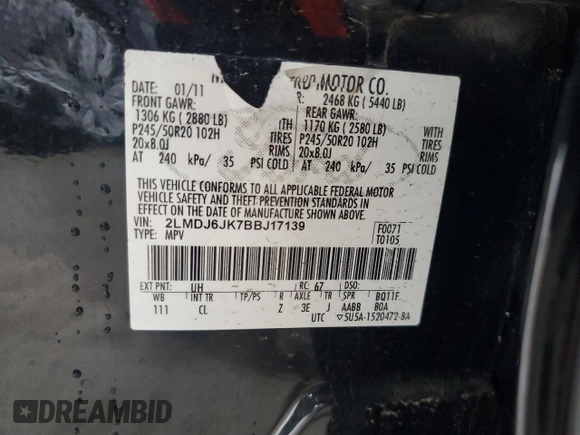 MOTOR CO.
DATE: 01/11
2468 KG (5440 LB)
FRONT GAWR: REAR GAWR:
1306 KG (2880 LB) 1170 KG (2580 LB)
P245/50R20 102H TIRES P245/50R20 102H TIRES
20x8.0J RIMS 20x8.0J RIMS
AT 240 kPa/ 35 PSI COLD AT 240 kPa/ 35 PSI COLD
THIS VEHICLE CONFORMS TO ALL APPLICABLE FEDERAL MOTOR
VEHICLE SAFETY AND THEFT PREVENTION STANDARDS IN
EFFECT ON THE DATE OF MANUFACTURE SHOWN ABOVE.
VIN: 2LMDJ6JK7BBJ17139 F0071
TYPE: MPV T0105
EXT PNT: UH RC: 67 DSO:
WB INT TR TP/PS R AXLE TR SPR BQ11F
111 CL Z 3E J AABB 80A
UTC ▽5U5A-1520472-BA
DREAMBID